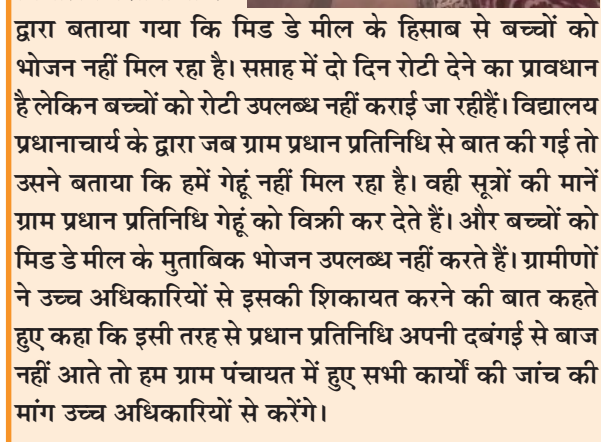 द्वारा बताया गया कि मिड डे मील के हिसाब से बच्चों को
भोजन नहीं मिल रहा है। सप्ताह में दो दिन रोटी देने का प्रावधान
है लेकिन बच्चों को रोटी उपलब्ध नहीं कराई जा रहीहैं। विद्यालय
प्रधानाचार्य के द्वारा जब ग्राम प्रधान प्रतिनिधि से बात की गई तो
उसने बताया कि हमें गेहूं नहीं मिल रहा है। वही सूत्रों की मानें
ग्राम प्रधान प्रतिनिधि गेहूं को विक्री कर देते हैं। और बच्चों को
मिड डे मील के मुताबिक भोजन उपलब्ध नहीं करते हैं। ग्रामीणों
ने उच्च अधिकारियों से इसकी शिकायत करने की बात कहते
हुए कहा कि इसी तरह से प्रधान प्रतिनिधि अपनी दबंगई से बाज
नहीं आते तो हम ग्राम पंचायत में हुए सभी कार्यों की जांच की
मांग उच्च अधिकारियों से करेंगे।